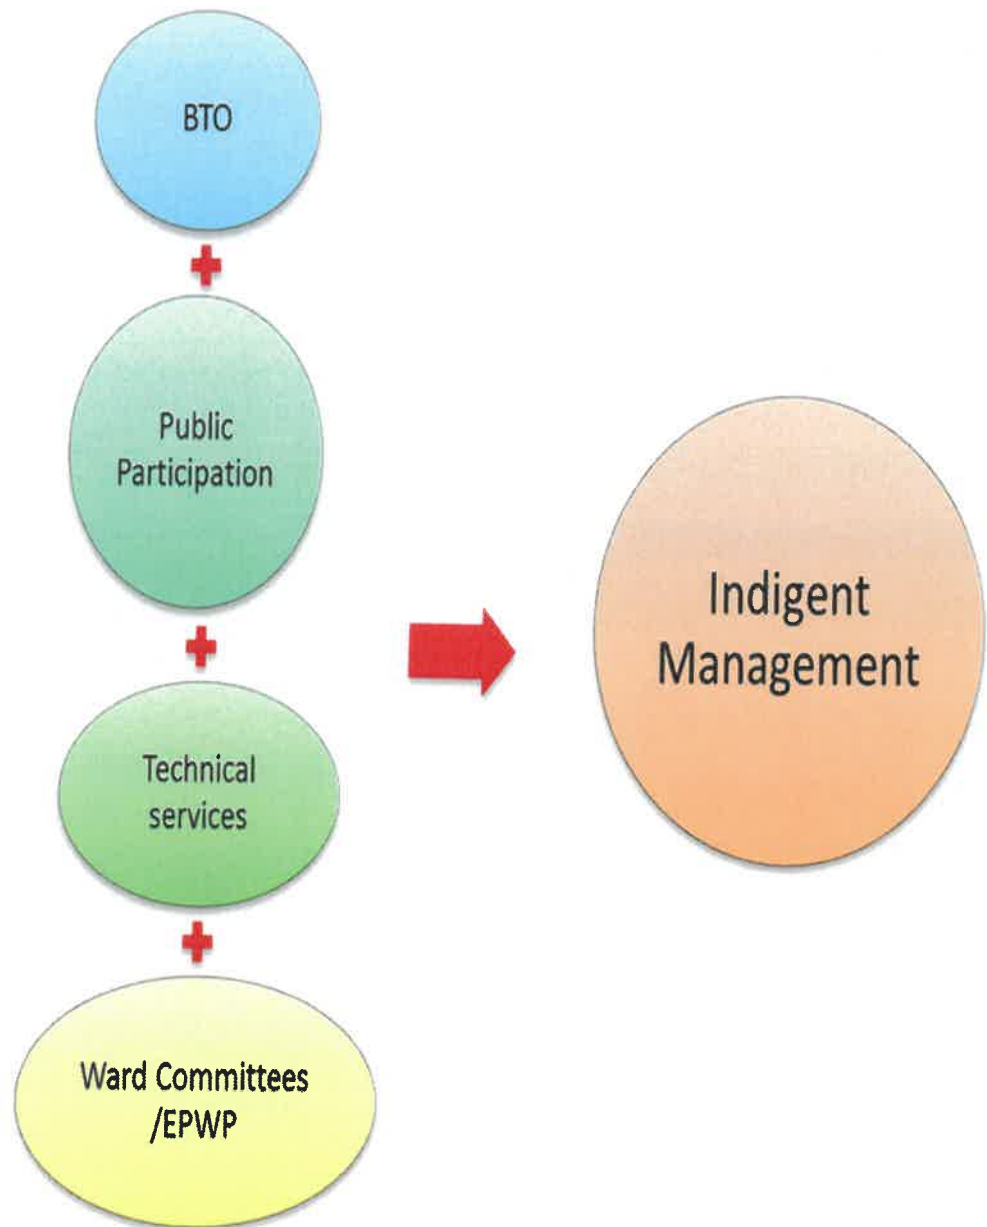 BTO
Public
Participation
Technical
services
Ward Committees
/EPWP
Indigent
Management